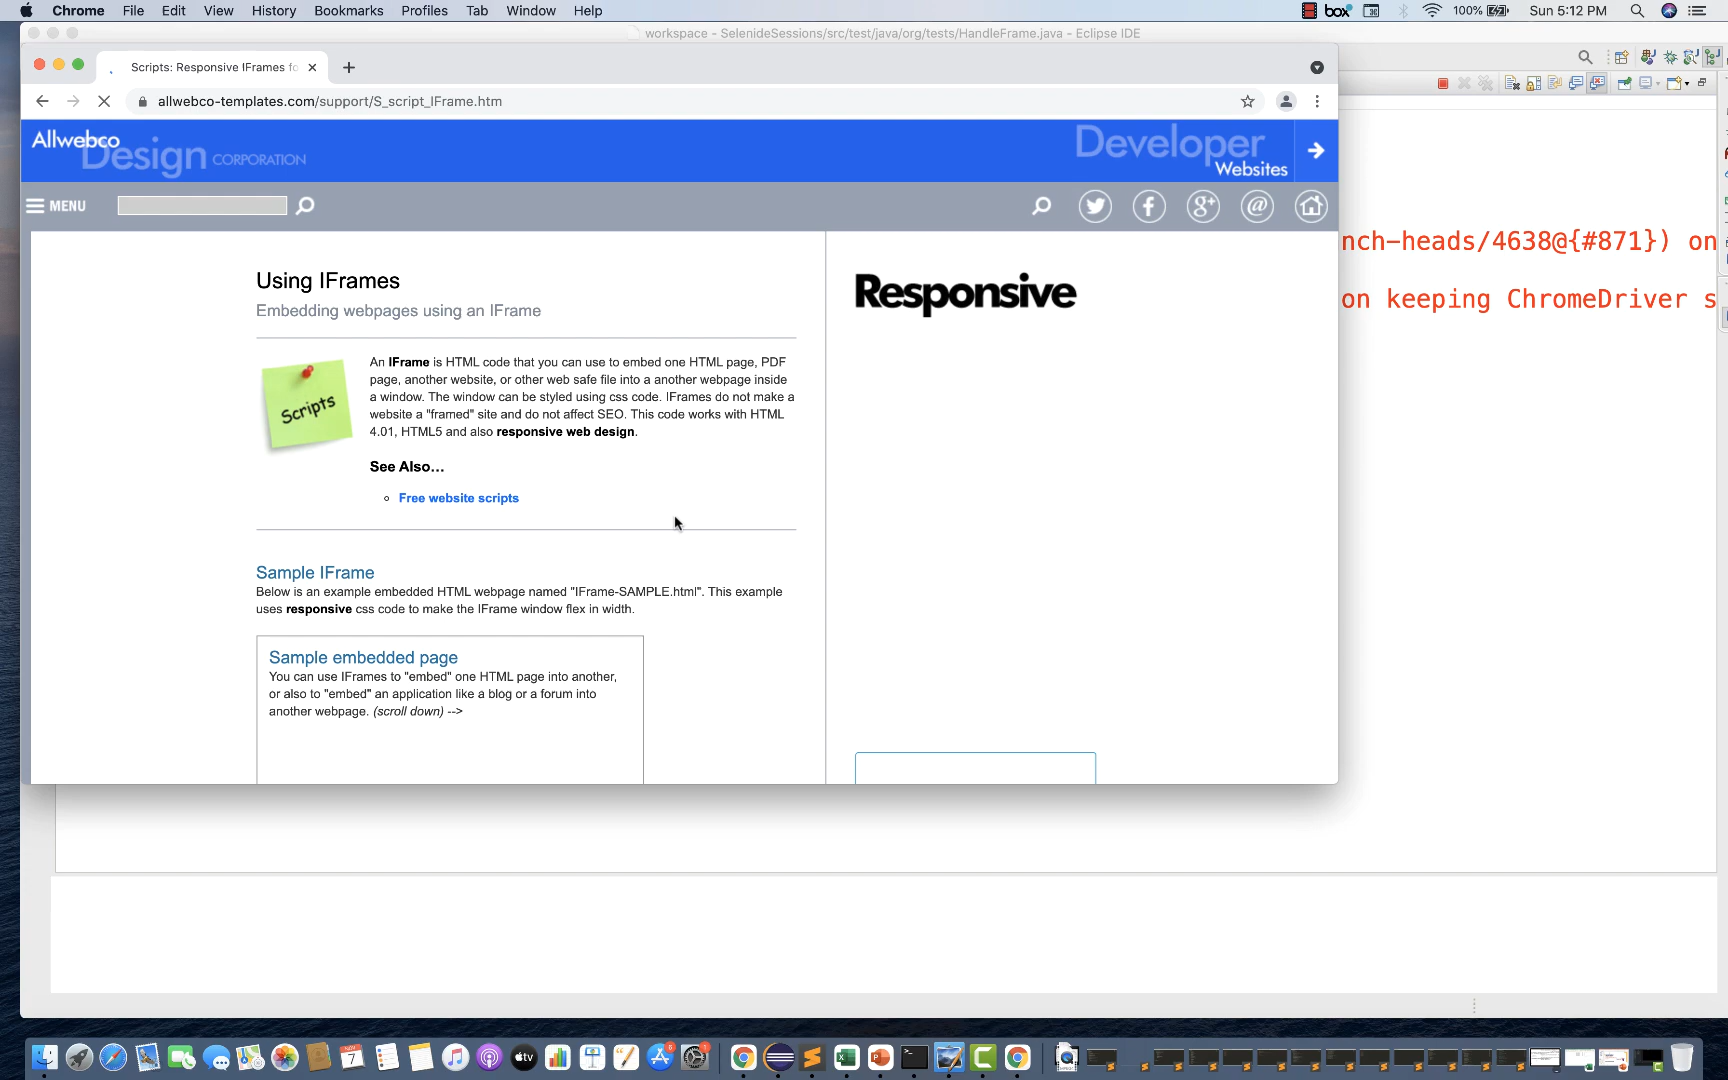 Chrome File Edit View History Bookmarks Profiles Tab Window Help
box 100% Sun 5:12 PM
workspace - SelenideSessions/src/test/java/org/tests/HandleFrame.java - Eclipse IDE
Scripts: Responsive IFrames fo
allwebco-templates.com/support/S_script_IFrame.htm
Allwebco
Design CORPORATION
Developer
Websites
MENU
nch-heads/4638@{#871}) on
on keeping ChromeDriver s
Using IFrames
Embedding webpages using an IFrame
Responsive
Scripts
An IFrame is HTML code that you can use to embed one HTML page, PDF
page, another website, or other web safe file into a another webpage inside
a window. The window can be styled using css code. IFrames do not make a
website a "framed" site and do not affect SEO. This code works with HTML
4.01, HTML5 and also responsive web design.
See Also...
Free website scripts
Sample IFrame
Below is an example embedded HTML webpage named "IFrame-SAMPLE.html". This example
uses responsive css code to make the IFrame window flex in width.
Sample embedded page
You can use IFrames to "embed" one HTML page into another,
or also to "embed" an application like a blog or a forum into
another webpage. (scroll down) -->